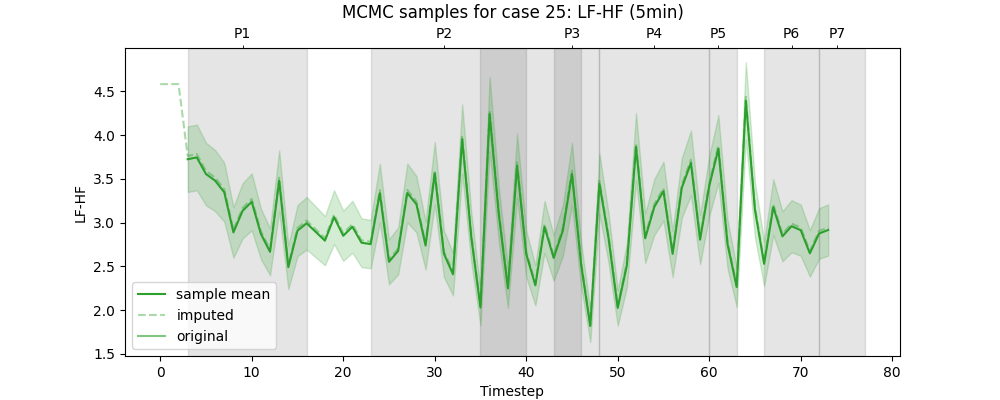 MCMC samples for case 25: LF-HF (5min)
P1 P2 P3 P4 P5 P6 P7
LF-HF
4.5
4.0
3.5
3.0
2.5
2.0
1.5
sample mean
imputed
original
0 10 20 30 40 50 60 70 80
Timestep